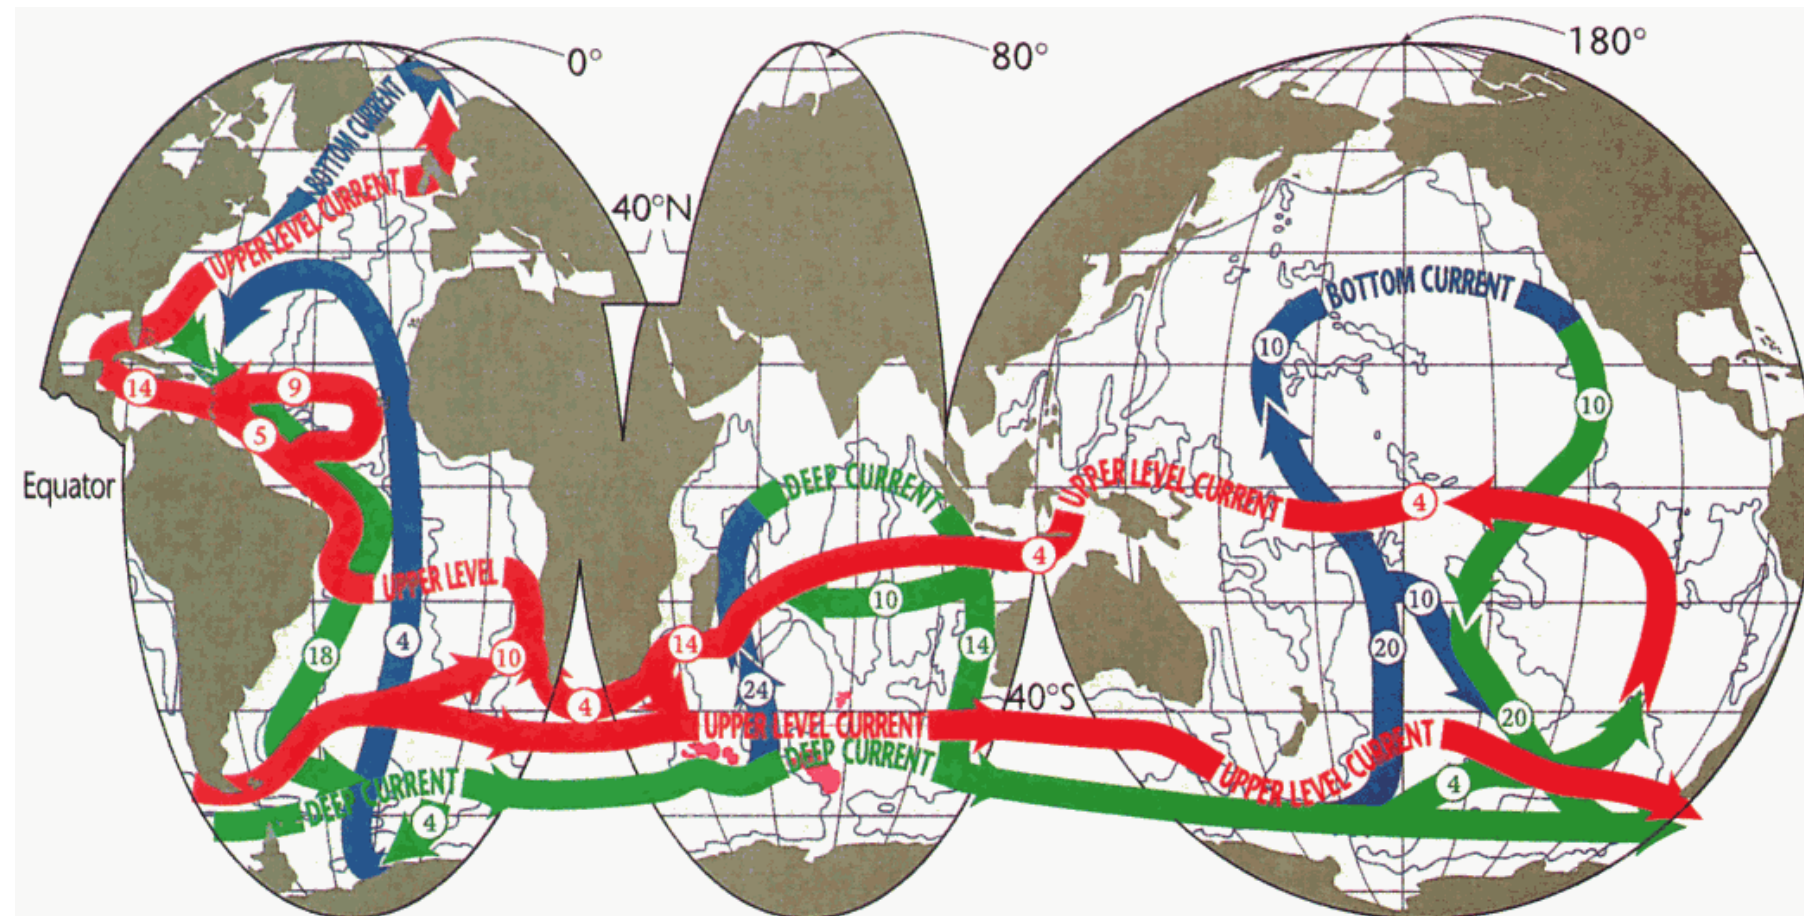 0°
80°
180°
BOTTOM CURRENT
UPPER LEVEL CURRENT
40°N
BOTTOM CURRENT
10
14
9
10
5
Equator
DEEP CURRENT
UPPER LEVEL CURRENT
4
4
UPPER LEVEL
10
10
18
4
10
14
14
20
4
24
40°S
20
UPPER LEVEL CURRENT
UPPER LEVEL CURRENT
DEEP CURRENT
DEEP CURRENT
4
4